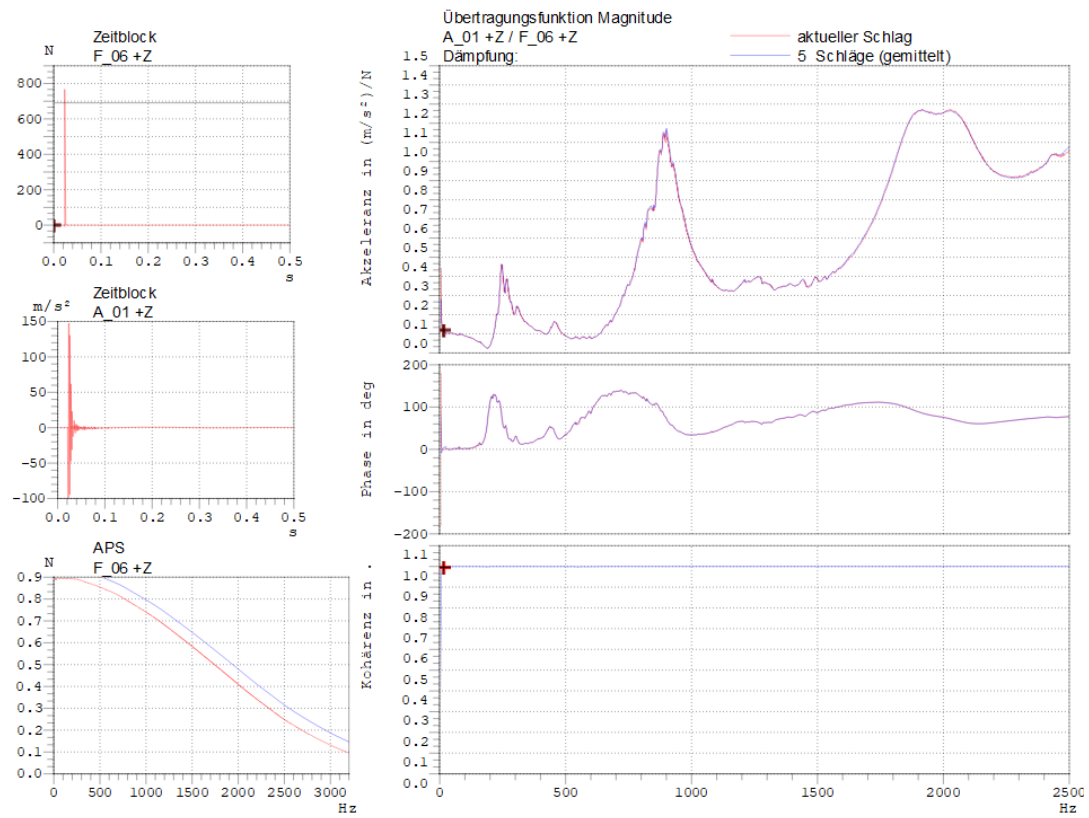 Zeitblock
F_06 +Z
N
800
600
400
200
0
0.0 0.1 0.2 0.3 0.4 0.5
s
Zeitblock
A_01 +Z
m/s²
150
100
50
0
-50
-100
0.0 0.1 0.2 0.3 0.4 0.5
s
APS
F_06 +Z
N
0.9
0.8
0.7
0.6
0.5
0.4
0.3
0.2
0.1
0.0
0 500 1000 1500 2000 2500 3000
Hz
Übertragungsfunktion Magnitude
A_01 +Z / F_06 +Z
Dämpfung:
aktueller Schlag
5 Schläge (gemittelt)
Akzeleranz in (m/s²)/N
1.5
1.3
1.2
1.1
1.0
0.9
0.7
0.6
0.5
0.4
0.3
0.1
0.0
Phase in deg
200
100
0
-100
-200
Kohärenz in .
1.1
1.0
0.9
0.8
0.7
0.6
0.5
0.4
0.3
0.2
0.1
0.0
0 500 1000 1500 2000 2500
Hz